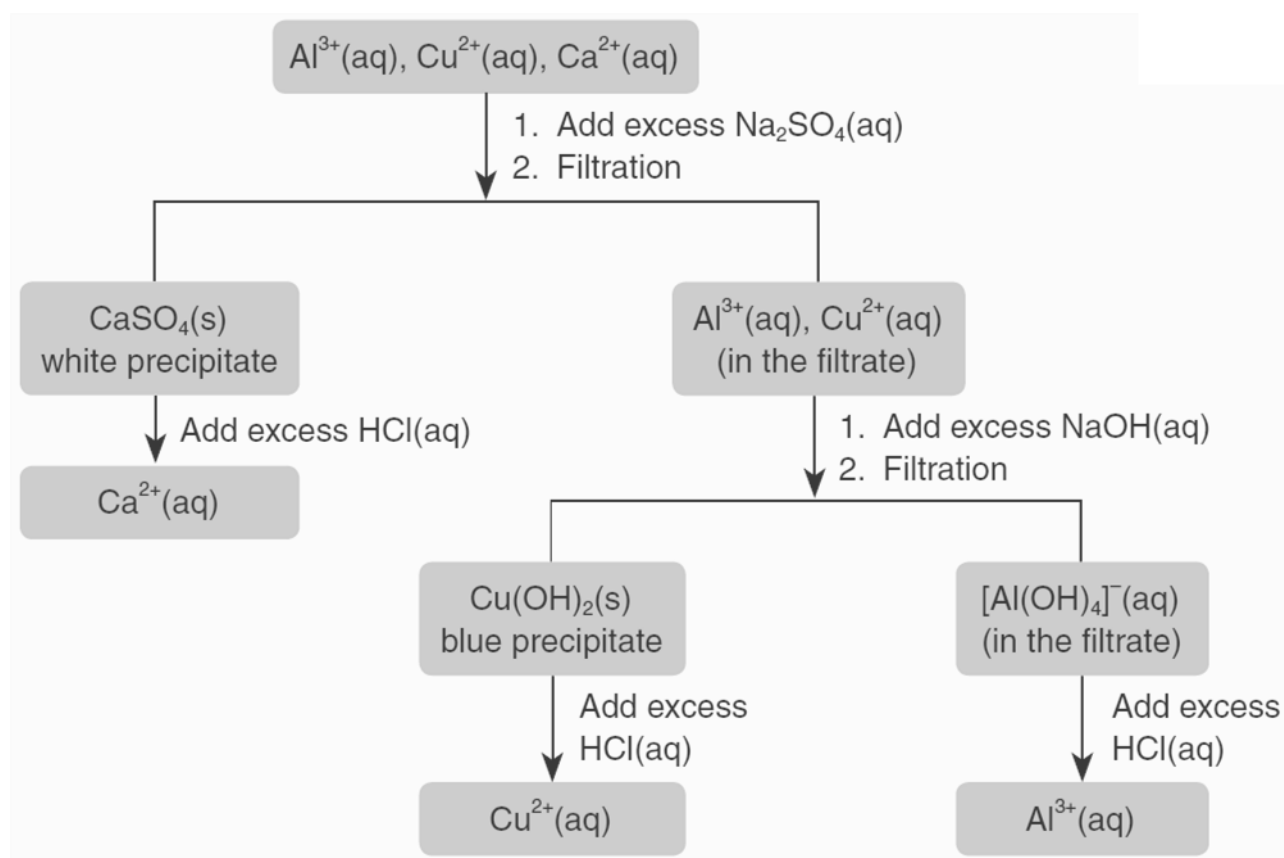 Al³⁺(aq), Cu²⁺(aq), Ca²⁺(aq)
1. Add excess Na₂SO₄(aq)
2. Filtration
CaSO₄(s)
white precipitate
Al³⁺(aq), Cu²⁺(aq)
(in the filtrate)
Add excess HCl(aq)
1. Add excess NaOH(aq)
2. Filtration
Ca²⁺(aq)
Cu(OH)₂(s)
blue precipitate
[Al(OH)₄]⁻(aq)
(in the filtrate)
Add excess
HCl(aq)
Add excess
HCl(aq)
Cu²⁺(aq)
Al³⁺(aq)